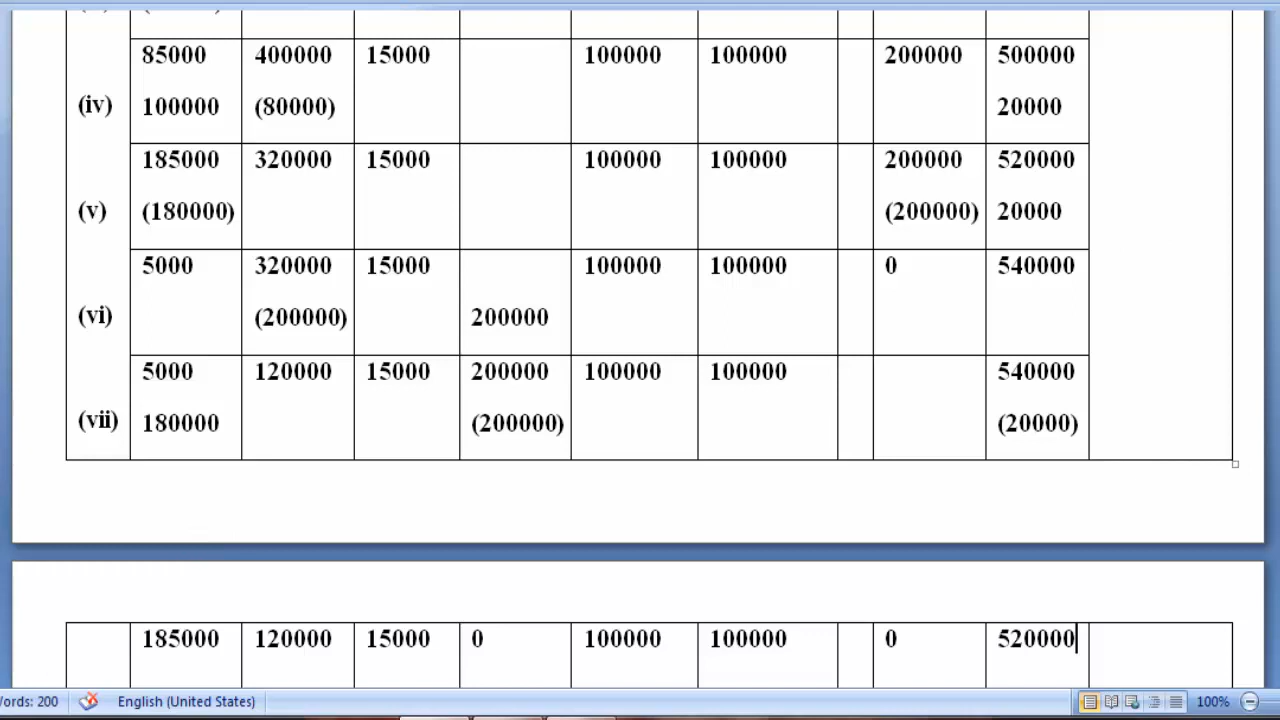 85000 400000 15000 100000 100000 200000 500000
(iv) 100000 (80000) 20000
185000 320000 15000 100000 100000 200000 520000
(v) (180000) (200000) 20000
5000 320000 15000 100000 100000 0 540000
(vi) (200000) 200000
5000 120000 15000 200000 100000 100000 540000
(vii) 180000 (200000) (20000)
185000 120000 15000 0 100000 100000 0 520000
English (United States) 100%